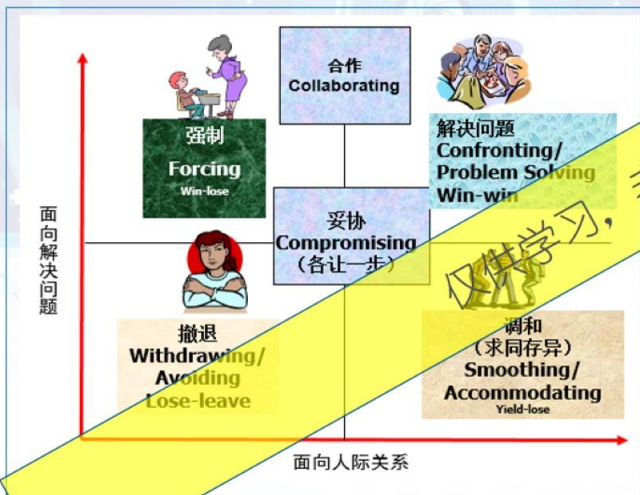 合作
Collaborating
强制
Forcing
Win-lose
解决问题
Confronting/
Problem Solving
Win-win
妥协
Compromising
（各让一步）
面向解决问题
撤退
Withdrawing/
Avoiding
Lose-leave
调和
（求同存异）
Smoothing/
Accommodating
Yield-lose
面向人际关系
仅供学习，